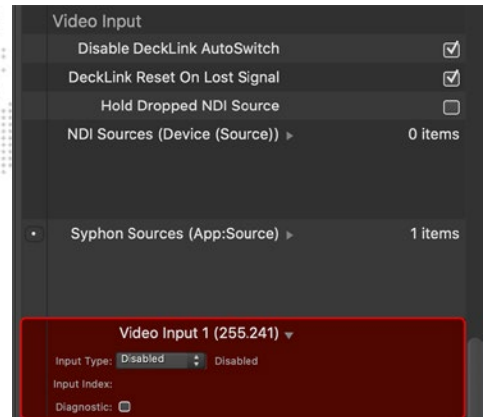 Video Input
Disable DeckLink AutoSwitch
DeckLink Reset On Lost Signal
Hold Dropped NDI Source
NDI Sources (Device (Source)) 0 items
Syphon Sources (App:Source) 1 items
Video Input 1 (255.241)
Input Type: Disabled Disabled
Input Index:
Diagnostic: